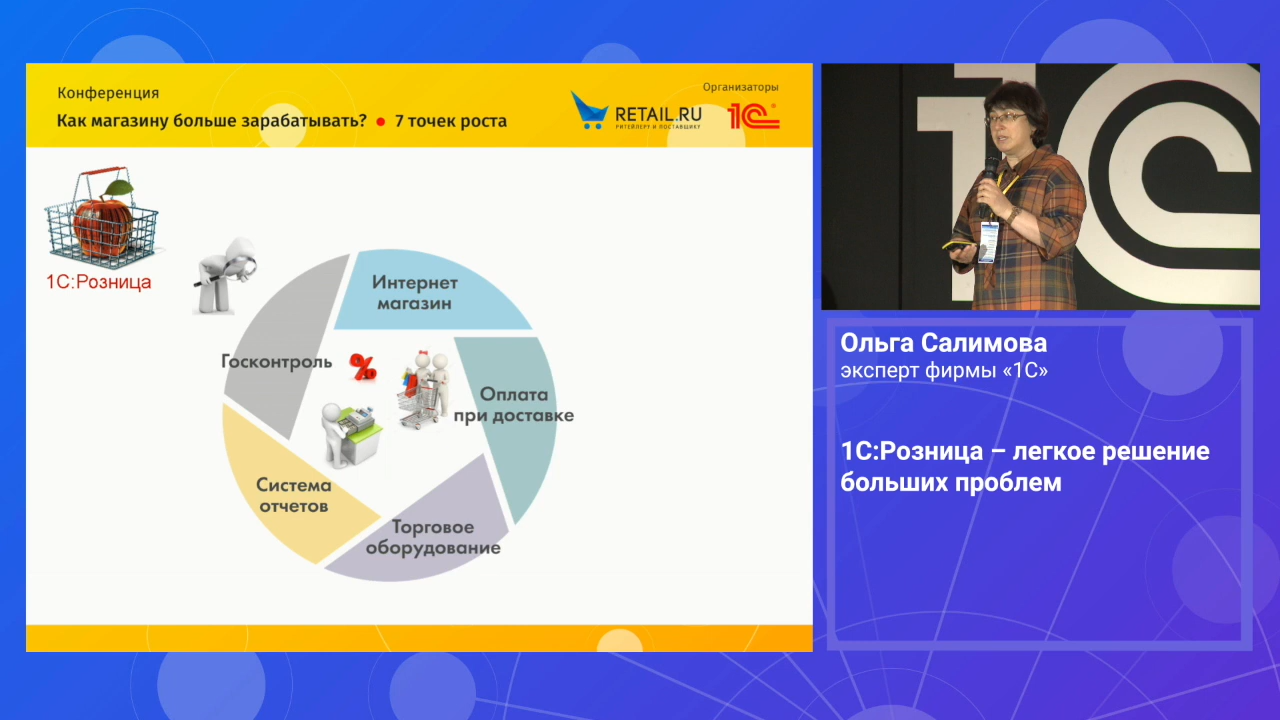 Конференция
Как магазину больше зарабатывать? • 7 точек роста
Организаторы
RETAIL.RU
РИТЕЙЛЕРУ И ПОСТАВЩИКУ
1С
1С:Розница
Интернет
магазин
Госконтроль
%
Оплата
при доставке
Система
отчетов
Торговое
оборудование
1С
Ольга Салимова
эксперт фирмы «1С»
1С:Розница – легкое решение
больших проблем